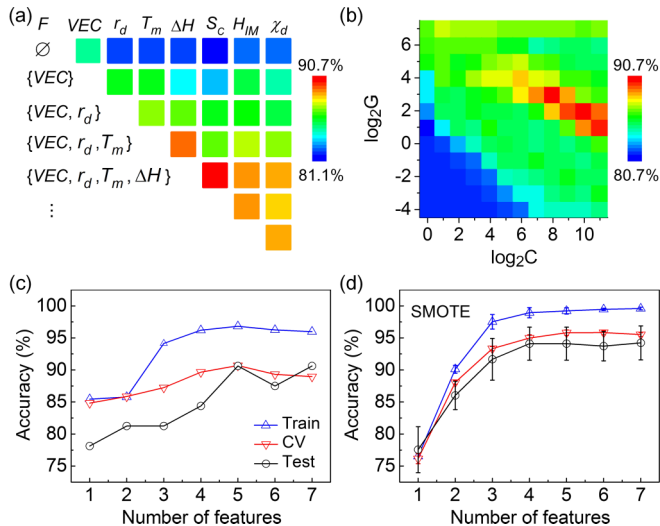 (a)
F VEC r_d T_m ΔH S_c H_IM χ_d
∅
{VEC}
{VEC, r_d}
{VEC, r_d, T_m}
{VEC, r_d, T_m, ΔH}
⋮
90.7%
81.1%
(b)
log₂G
6
4
2
0
-2
-4
0 2 4 6 8 10
log₂C
90.7%
80.7%
(c)
Accuracy (%)
100
95
90
85
80
75
1 2 3 4 5 6 7
Number of features
Train
CV
Test
(d)
SMOTE
Accuracy (%)
100
95
90
85
80
75
1 2 3 4 5 6 7
Number of features